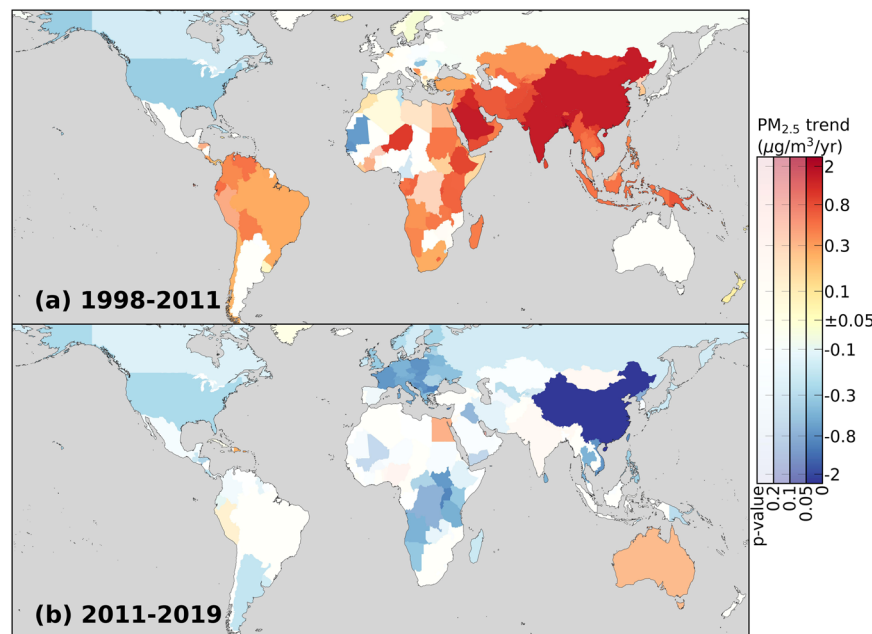 (a) 1998-2011
(b) 2011-2019
PM2.5 trend
(μg/m³/yr)
2
0.8
0.3
0.1
±0.05
-0.1
-0.3
-0.8
-2
p-value
0.2
0.1
0.05
0